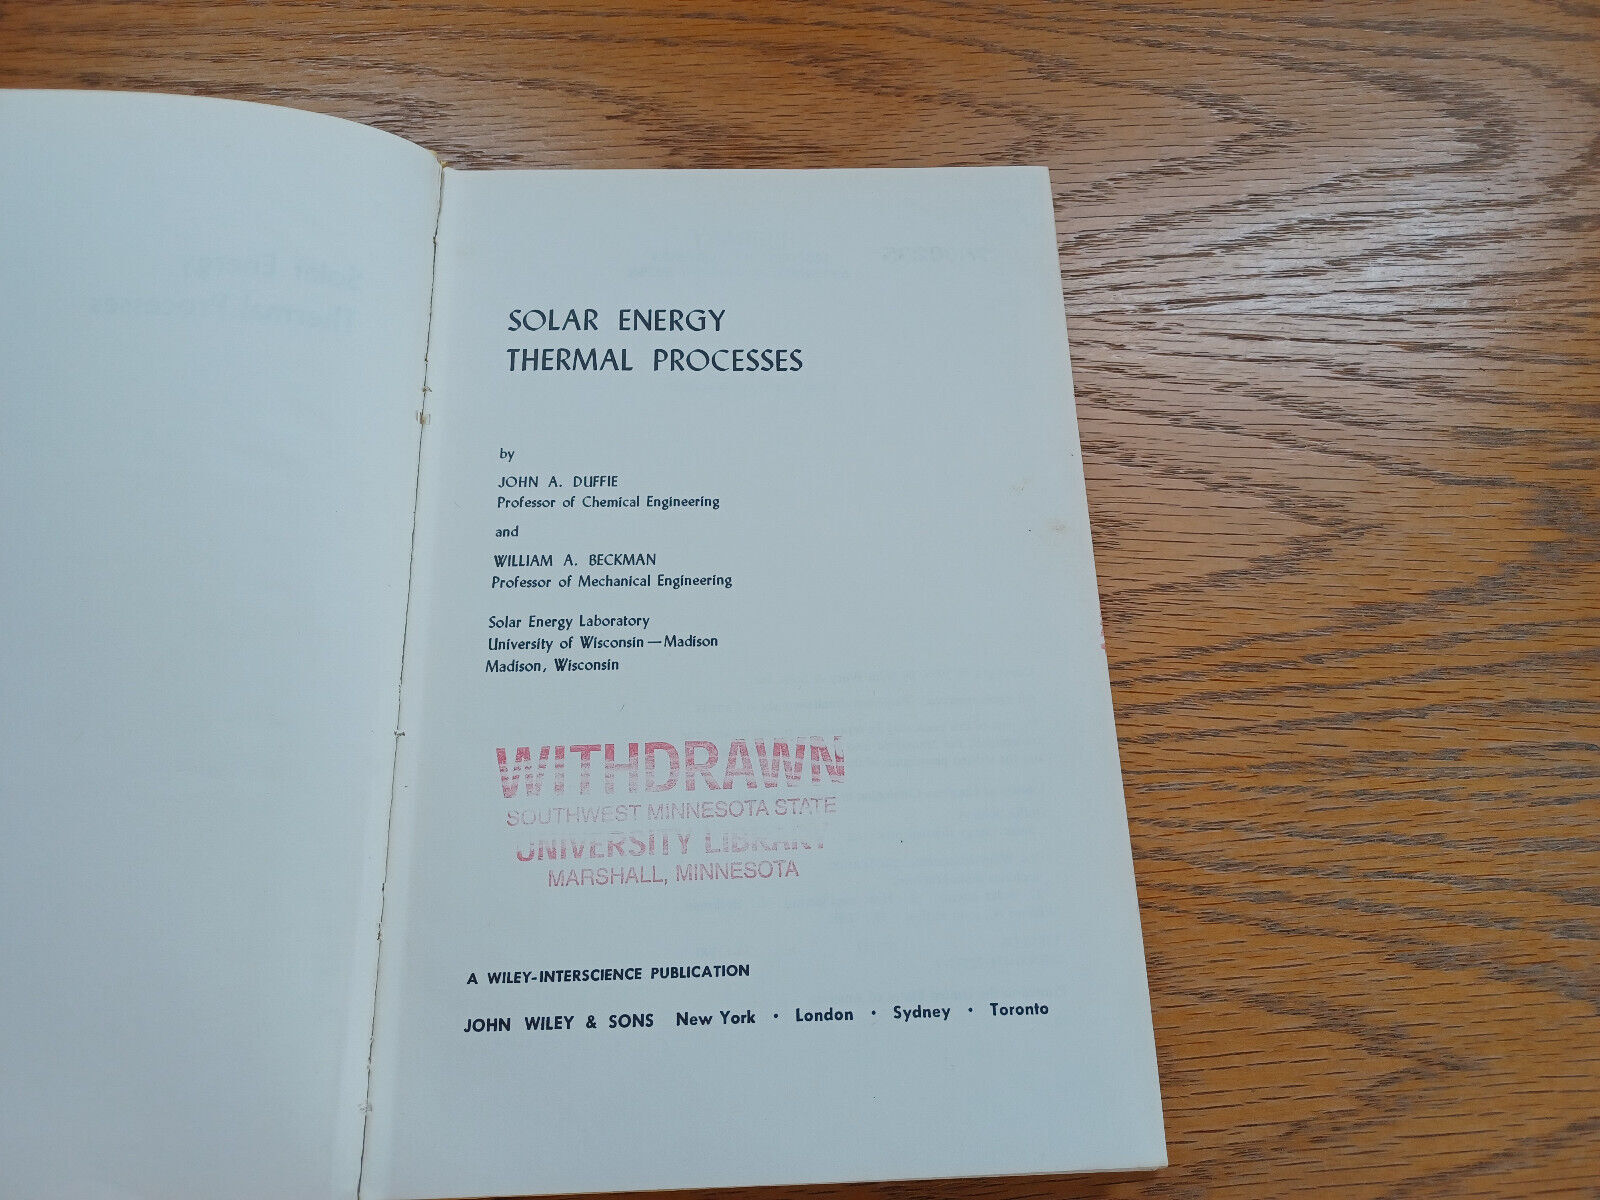 SOLAR ENERGY
THERMAL PROCESSES
by
JOHN A. DUFFIE
Professor of Chemical Engineering
and
WILLIAM A. BECKMAN
Professor of Mechanical Engineering
Solar Energy Laboratory
University of Wisconsin—Madison
Madison, Wisconsin
WITHDRAWN
SOUTHWEST MINNESOTA STATE
UNIVERSITY LIBRARY
MARSHALL, MINNESOTA
A WILEY-INTERSCIENCE PUBLICATION
JOHN WILEY & SONS New York • London • Sydney • Toronto